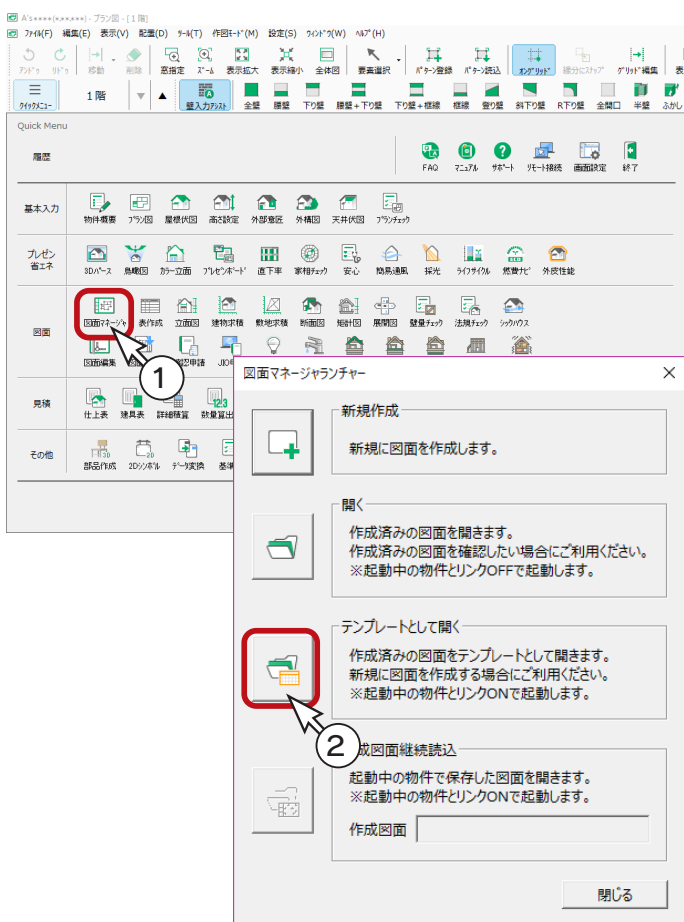 A's∗∗∗∗(∗,∗∗,∗∗∗) - プラン図 - [1 階]
ﾌｧｲﾙ(F) 編集(E) 表示(V) 配置(D) ﾂｰﾙ(T) 作図ﾓｰﾄﾞ(M) 設定(S) ｳｨﾝﾄﾞｳ(W) ﾍﾙﾌﾟ(H)
ｱﾝﾄﾞｩ ﾘﾄﾞｩ 移動 削除 窓指定 ｽﾞｰﾑ 表示拡大 表示縮小 全体図 要素選択 ﾊﾟﾀｰﾝ登録 ﾊﾟﾀｰﾝ読込 ｵﾝｸﾞﾘｯﾄﾞ 線分にｽﾅｯﾌﾟ ｸﾞﾘｯﾄﾞ編集 表
ｸｲｯｸﾒﾆｭｰ 1 階 ▼ ▲ 壁入力ｱｼｽﾄ 全壁 腰壁 下り壁 腰壁+下り壁 下り壁+框線 框線 登り壁 斜下り壁 R下り壁 全開口 半壁 ふかし
Quick Menu
履歴
FAQ ﾏﾆｭｱﾙ ｻﾎﾟｰﾄ ﾘﾓｰﾄ接続 画面設定 終了
基本入力
物件概要 ﾌﾟﾗﾝ図 屋根伏図 高さ設定 外部意匠 外構図 天井伏図 ﾌﾟﾗﾝﾁｪｯｸ
プレゼン
省エネ
3Dﾊﾟｰｽ 鳥瞰図 ｶﾗｰ立面 ﾌﾟﾚｾﾞﾝﾎﾞｰﾄﾞ 直下率 家相ﾁｪｯｸ 安心 簡易通風 採光 ﾗｲﾌｻｲｸﾙ 燃費ﾅﾋﾞ 外皮性能
図面
図面ﾏﾈｰｼﾞｬ 表作成 立面図 建物求積 敷地求積 断面図 矩計図 展開図 壁量ﾁｪｯｸ 法規ﾁｪｯｸ ｼｯｸﾊｳｽ
図面編集
1
見積
仕上表 建具表 詳細積算 数量算出
その他
部品作成 2Dｼﾝﾎﾞﾙ ﾃﾞｰﾀ変換
図面マネージャランチャー
新規作成
新規に図面を作成します。
開く
作成済みの図面を開きます。
作成済みの図面を確認したい場合にご利用ください。
※起動中の物件とリンクOFFで起動します。
テンプレートとして開く
作成済みの図面をテンプレートとして開きます。
新規に図面を作成する場合にご利用ください。
※起動中の物件とリンクONで起動します。
2
成図面継続読込
起動中の物件で保存した図面を開きます。
※起動中の物件とリンクONで起動します。
作成図面
閉じる